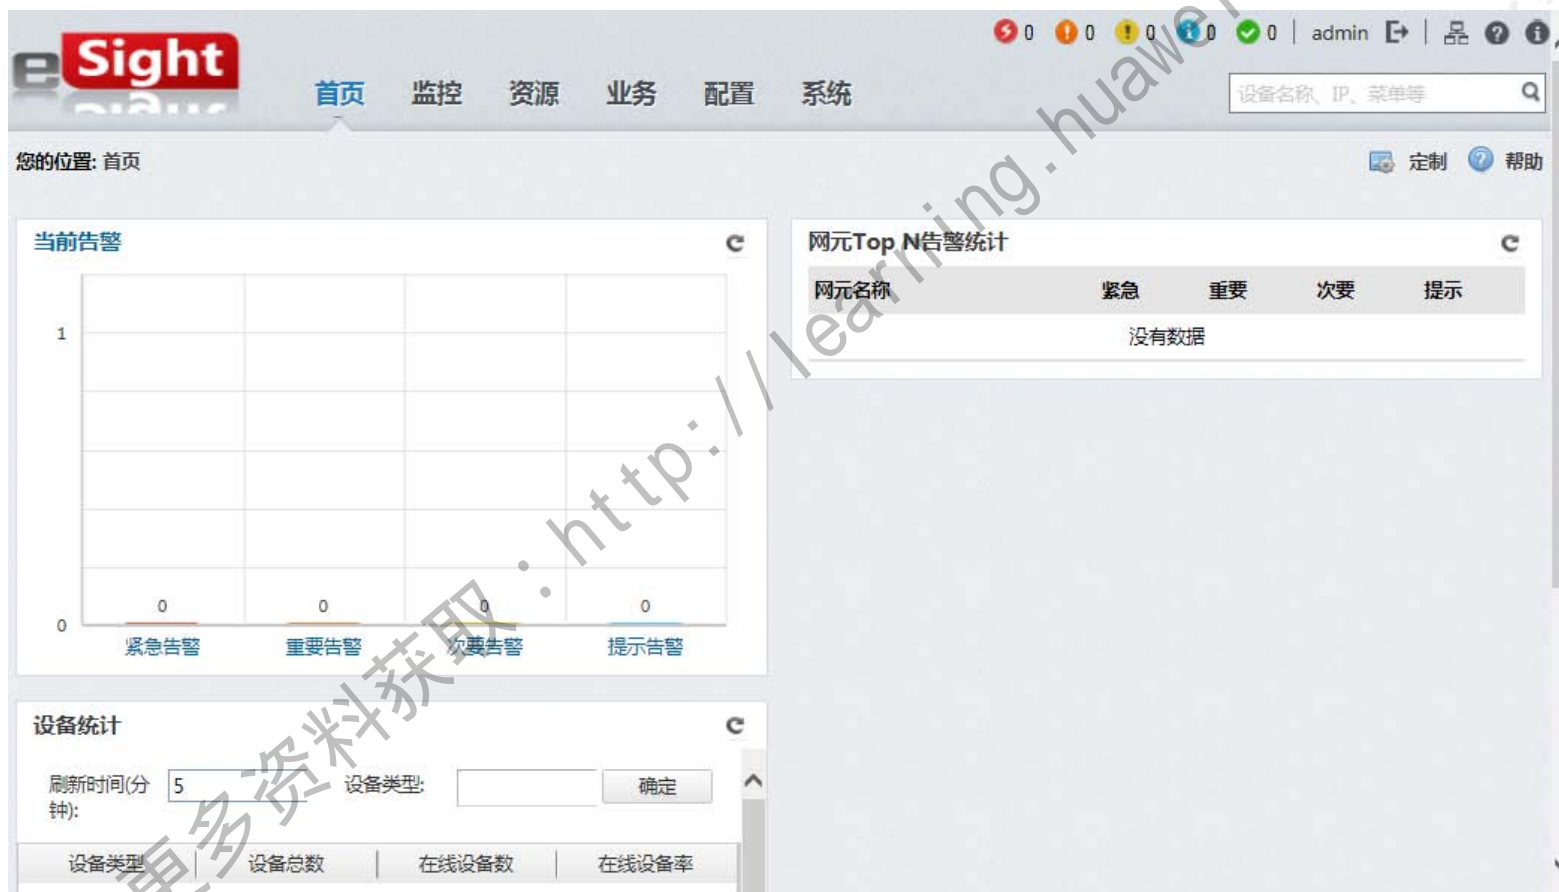 eSight
0 0 0 0 0 admin
首页 监控 资源 业务 配置 系统
设备名称、IP、菜单等
您的位置: 首页
定制 帮助
当前告警
网元Top N告警统计
网元名称 紧急 重要 次要 提示
没有数据
1
0 0 0 0
0
紧急告警 重要告警 次要告警 提示告警
设备统计
刷新时间(分钟): 5 设备类型: 确定
设备类型 设备总数 在线设备数 在线设备率
更多资料获取:http://learning.huawe